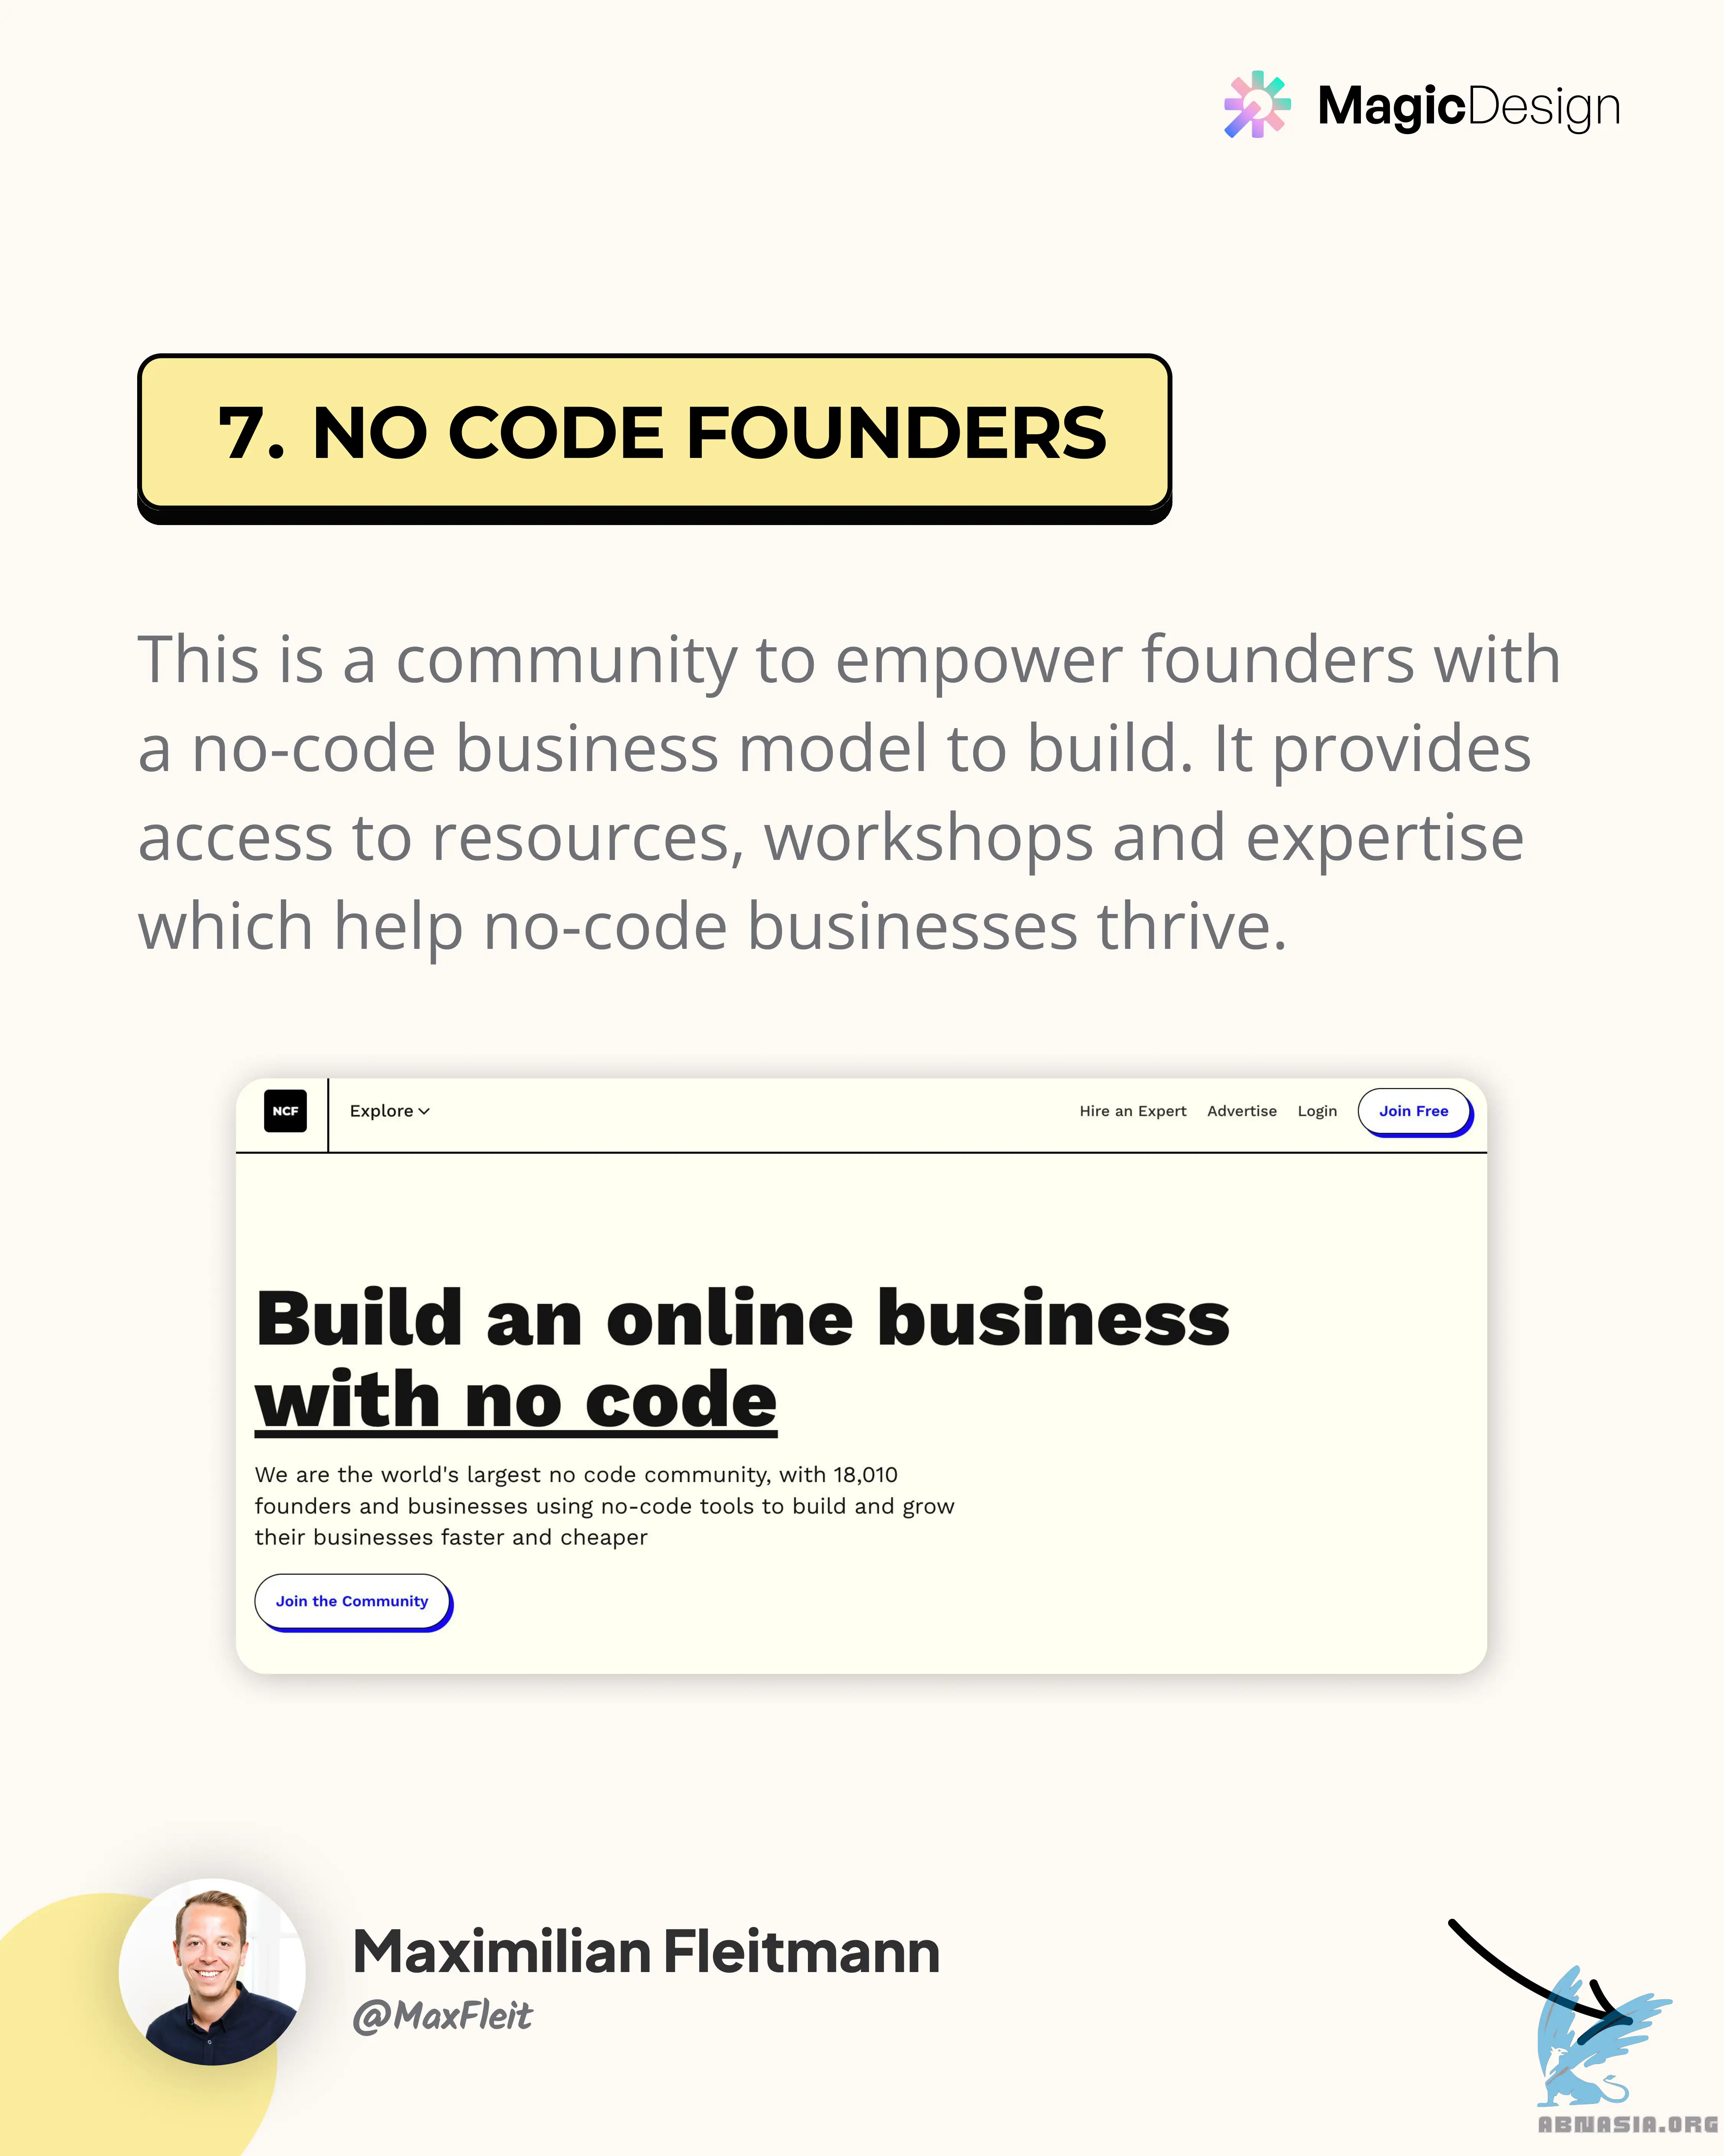 MagicDesign
7. NO CODE FOUNDERS
This is a community to empower founders with
a no-code business model to build. It provides
access to resources, workshops and expertise
which help no-code businesses thrive.
NCF
Explore
Hire an Expert
Advertise
Login
Join Free
Build an online business
with no code
We are the world's largest no code community, with 18,010
founders and businesses using no-code tools to build and grow
their businesses faster and cheaper
Join the Community
Maximilian Fleitmann
@MaxFleit
ABNASIA.ORG